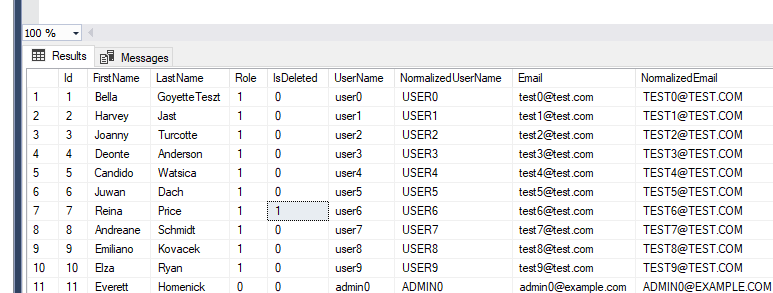 100 %
Results Messages
Id FirstName LastName Role IsDeleted UserName NormalizedUserName Email NormalizedEmail
1 1 Bella GoyetteTeszt 1 0 user0 USER0 test0@test.com TEST0@TEST.COM
2 2 Harvey Jast 1 0 user1 USER1 test1@test.com TEST1@TEST.COM
3 3 Joanny Turcotte 1 0 user2 USER2 test2@test.com TEST2@TEST.COM
4 4 Deonte Anderson 1 0 user3 USER3 test3@test.com TEST3@TEST.COM
5 5 Candido Watsica 1 0 user4 USER4 test4@test.com TEST4@TEST.COM
6 6 Juwan Dach 1 0 user5 USER5 test5@test.com TEST5@TEST.COM
7 7 Reina Price 1 1 user6 USER6 test6@test.com TEST6@TEST.COM
8 8 Andreane Schmidt 1 0 user7 USER7 test7@test.com TEST7@TEST.COM
9 9 Emiliano Kovacek 1 0 user8 USER8 test8@test.com TEST8@TEST.COM
10 10 Elza Ryan 1 0 user9 USER9 test9@test.com TEST9@TEST.COM
11 11 Everett Homenick 0 0 admin0 ADMIN0 admin0@example.com ADMIN0@EXAMPLE.COM